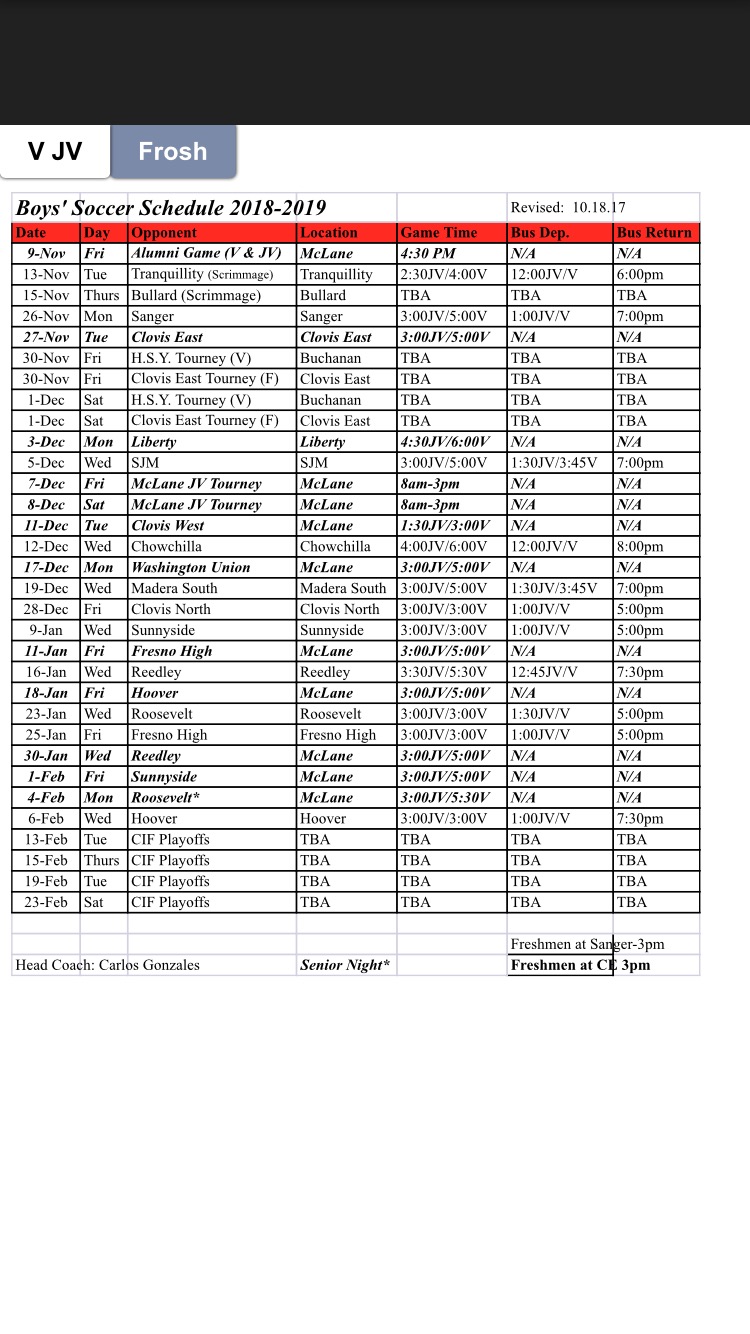 V JV Frosh
Boys' Soccer Schedule 2018-2019 Revised: 10.18.17
Date Day Opponent Location Game Time Bus Dep. Bus Return
9-Nov Fri Alumni Game (V & JV) McLane 4:30 PM N/A N/A
13-Nov Tue Tranquillity (Scrimmage) Tranquillity 2:30JV/4:00V 12:00JV/V 6:00pm
15-Nov Thurs Bullard (Scrimmage) Bullard TBA TBA TBA
26-Nov Mon Sanger Sanger 3:00JV/5:00V 1:00JV/V 7:00pm
27-Nov Tue Clovis East Clovis East 3:00JV/5:00V N/A N/A
30-Nov Fri H.S.Y. Tourney (V) Buchanan TBA TBA TBA
30-Nov Fri Clovis East Tourney (F) Clovis East TBA TBA TBA
1-Dec Sat H.S.Y. Tourney (V) Buchanan TBA TBA TBA
1-Dec Sat Clovis East Tourney (F) Clovis East TBA TBA TBA
3-Dec Mon Liberty Liberty 4:30JV/6:00V N/A N/A
5-Dec Wed SJM SJM 3:00JV/5:00V 1:30JV/3:45V 7:00pm
7-Dec Fri McLane JV Tourney McLane 8am-3pm N/A N/A
8-Dec Sat McLane JV Tourney McLane 8am-3pm N/A N/A
11-Dec Tue Clovis West McLane 1:30JV/3:00V N/A N/A
12-Dec Wed Chowchilla Chowchilla 4:00JV/6:00V 12:00JV/V 8:00pm
17-Dec Mon Washington Union McLane 3:00JV/5:00V N/A N/A
19-Dec Wed Madera South Madera South 3:00JV/5:00V 1:30JV/3:45V 7:00pm
28-Dec Fri Clovis North Clovis North 3:00JV/3:00V 1:00JV/V 5:00pm
9-Jan Wed Sunnyside Sunnyside 3:00JV/3:00V 1:00JV/V 5:00pm
11-Jan Fri Fresno High McLane 3:00JV/5:00V N/A N/A
16-Jan Wed Reedley Reedley 3:30JV/5:30V 12:45JV/V 7:30pm
18-Jan Fri Hoover McLane 3:00JV/5:00V N/A N/A
23-Jan Wed Roosevelt Roosevelt 3:00JV/3:00V 1:30JV/V 5:00pm
25-Jan Fri Fresno High Fresno High 3:00JV/3:00V 1:00JV/V 5:00pm
30-Jan Wed Reedley McLane 3:00JV/5:00V N/A N/A
1-Feb Fri Sunnyside McLane 3:00JV/5:00V N/A N/A
4-Feb Mon Roosevelt* McLane 3:00JV/5:30V N/A N/A
6-Feb Wed Hoover Hoover 3:00JV/3:00V 1:00JV/V 7:30pm
13-Feb Tue CIF Playoffs TBA TBA TBA TBA
15-Feb Thurs CIF Playoffs TBA TBA TBA TBA
19-Feb Tue CIF Playoffs TBA TBA TBA TBA
23-Feb Sat CIF Playoffs TBA TBA TBA TBA
Freshmen at Sanger-3pm
Head Coach: Carlos Gonzales Senior Night* Freshmen at CE 3pm